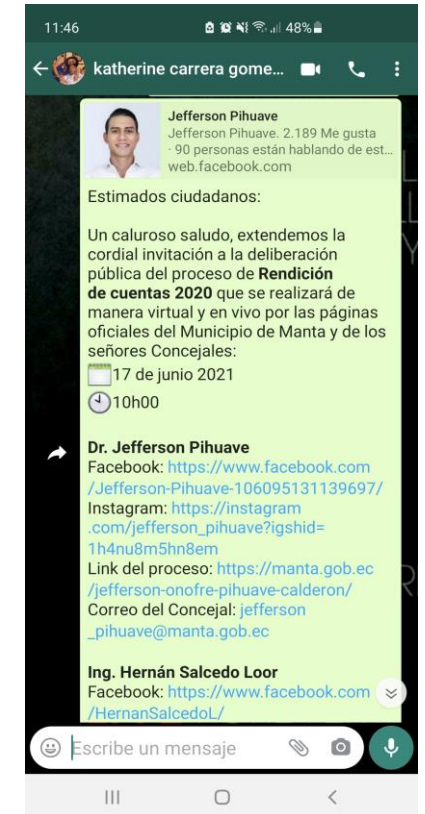 11:46
48%
katherine carrera gome...
Jefferson Pihuave
Jefferson Pihuave. 2.189 Me gusta
· 90 personas están hablando de est...
web.facebook.com
Estimados ciudadanos:
Un caluroso saludo, extendemos la
cordial invitación a la deliberación
pública del proceso de Rendición
de cuentas 2020 que se realizará de
manera virtual y en vivo por las páginas
oficiales del Municipio de Manta y de los
señores Concejales:
17 de junio 2021
10h00
Dr. Jefferson Pihuave
Facebook: https://www.facebook.com
/Jefferson-Pihuave-106095131139697/
Instagram: https://instagram
.com/jefferson_pihuave?igshid=
1h4nu8m5hn8em
Link del proceso: https://manta.gob.ec
/jefferson-onofre-pihuave-calderon/
Correo del Concejal: jefferson
_pihuave@manta.gob.ec
Ing. Hernán Salcedo Loor
Facebook: https://www.facebook.com
/HernanSalcedoL/
Escribe un mensaje